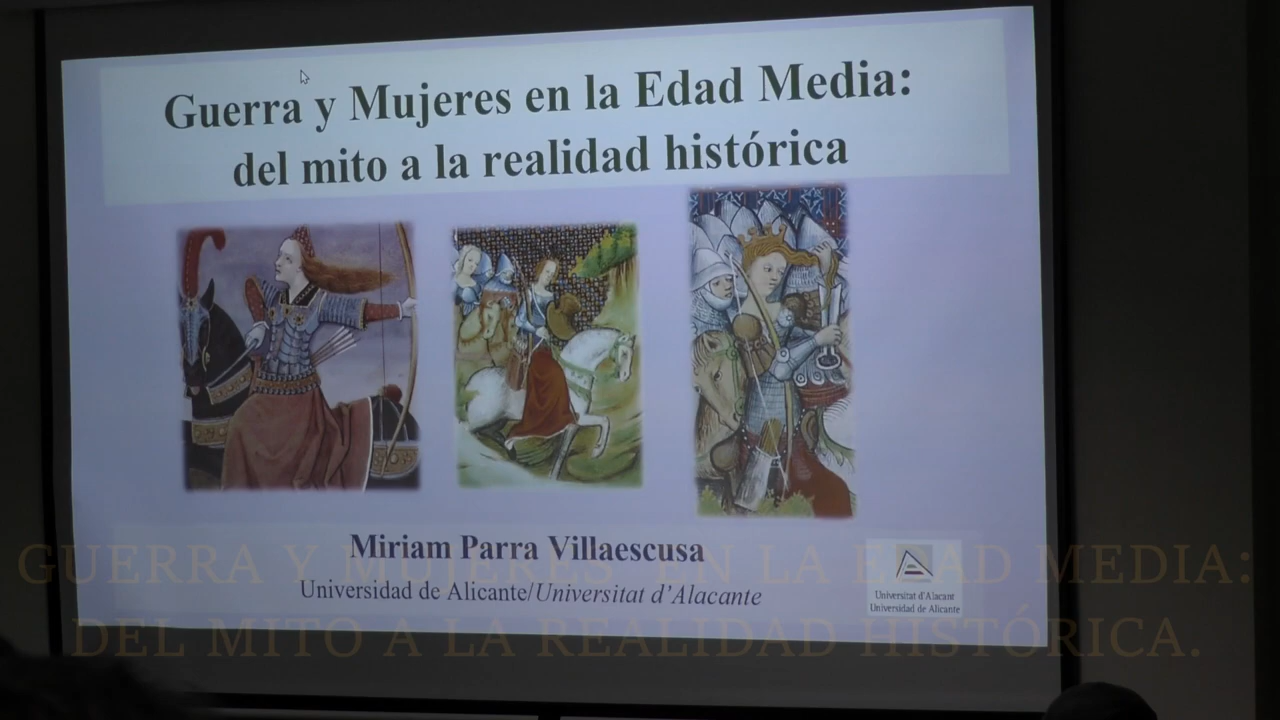 Guerra y Mujeres en la Edad Media:
del mito a la realidad histórica
Miriam Parra Villaescusa
Universidad de Alicante/Universitat d'Alacante
Universitat d'Alacant
Universidad de Alicante
GUERRA Y MUJERES EN LA EDAD MEDIA:
DEL MITO A LA REALIDAD HISTÓRICA.